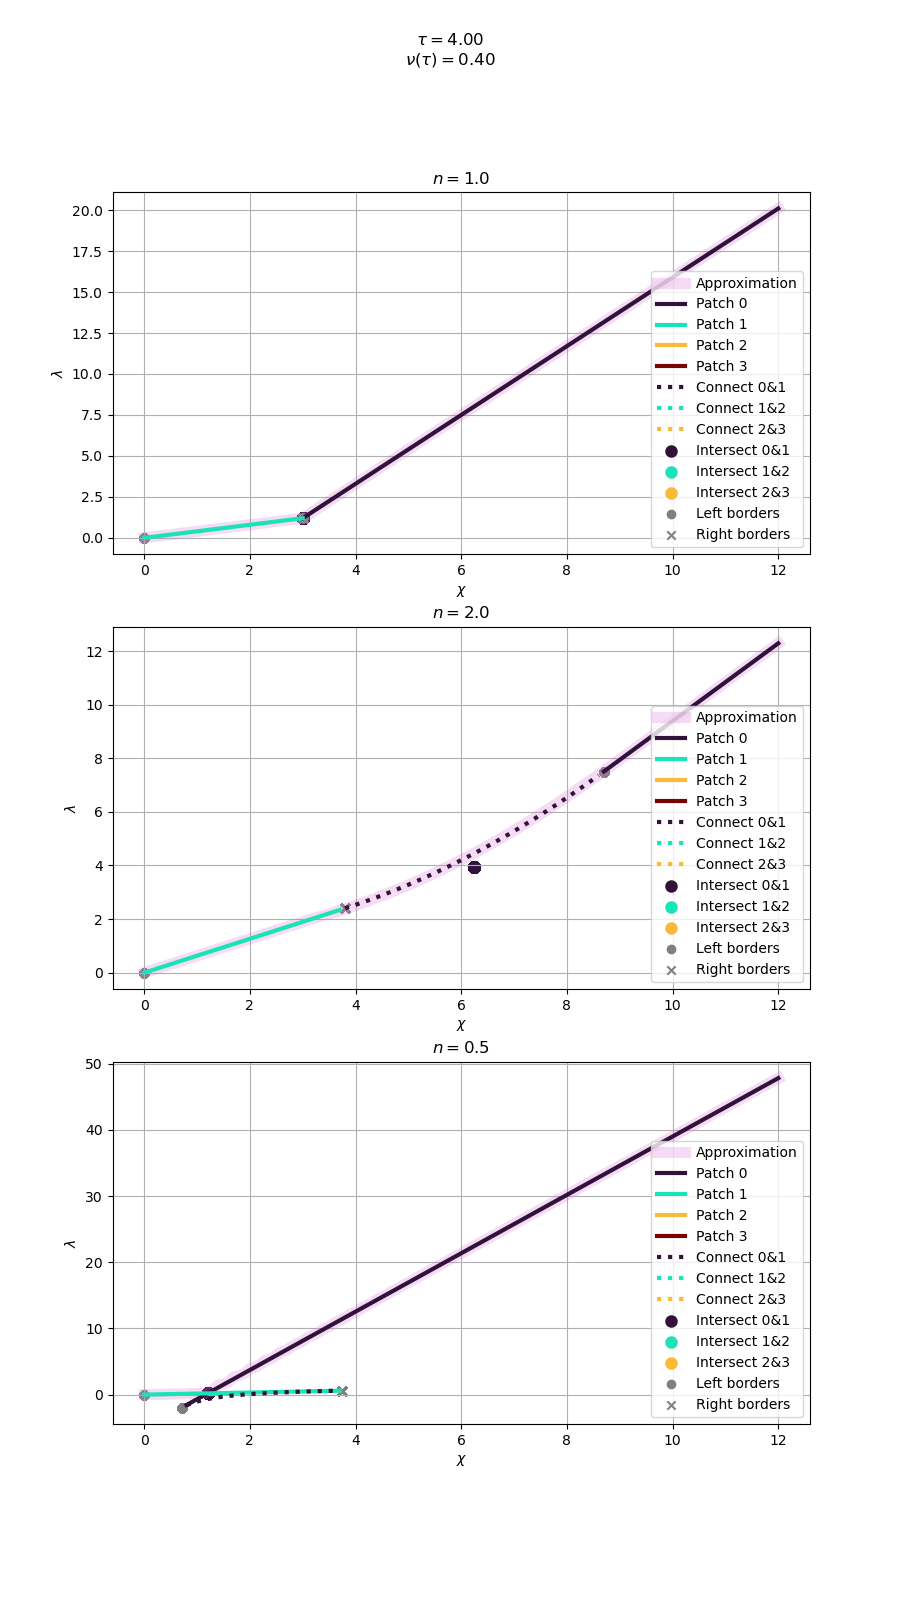 τ = 4.00
ν(τ) = 0.40
n = 1.0
20.0
17.5
15.0
12.5
10.0
7.5
5.0
2.5
0.0
λ
Approximation
Patch 0
Patch 1
Patch 2
Patch 3
Connect 0&1
Connect 1&2
Connect 2&3
Intersect 0&1
Intersect 1&2
Intersect 2&3
Left borders
Right borders
0 2 4 6 8 10 12
χ
n = 2.0
12
10
8
6
4
2
0
λ
Approximation
Patch 0
Patch 1
Patch 2
Patch 3
Connect 0&1
Connect 1&2
Connect 2&3
Intersect 0&1
Intersect 1&2
Intersect 2&3
Left borders
Right borders
0 2 4 6 8 10 12
χ
n = 0.5
50
40
30
20
10
0
λ
Approximation
Patch 0
Patch 1
Patch 2
Patch 3
Connect 0&1
Connect 1&2
Connect 2&3
Intersect 0&1
Intersect 1&2
Intersect 2&3
Left borders
Right borders
0 2 4 6 8 10 12
χ